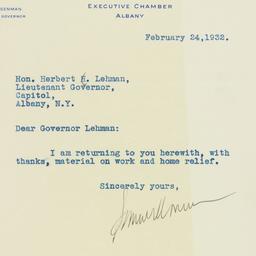 EXECUTIVE CHAMBER
ALBANY
SENMAN
GOVERNOR
February 24,1932.
Hon. Herbert H. Lehman,
Lieutenant Governor,
Capitol,
Albany, N.Y.
Dear Governor Lehman:
I am returning to you herewith, with
thanks, material on work and home relief.
Sincerely yours,